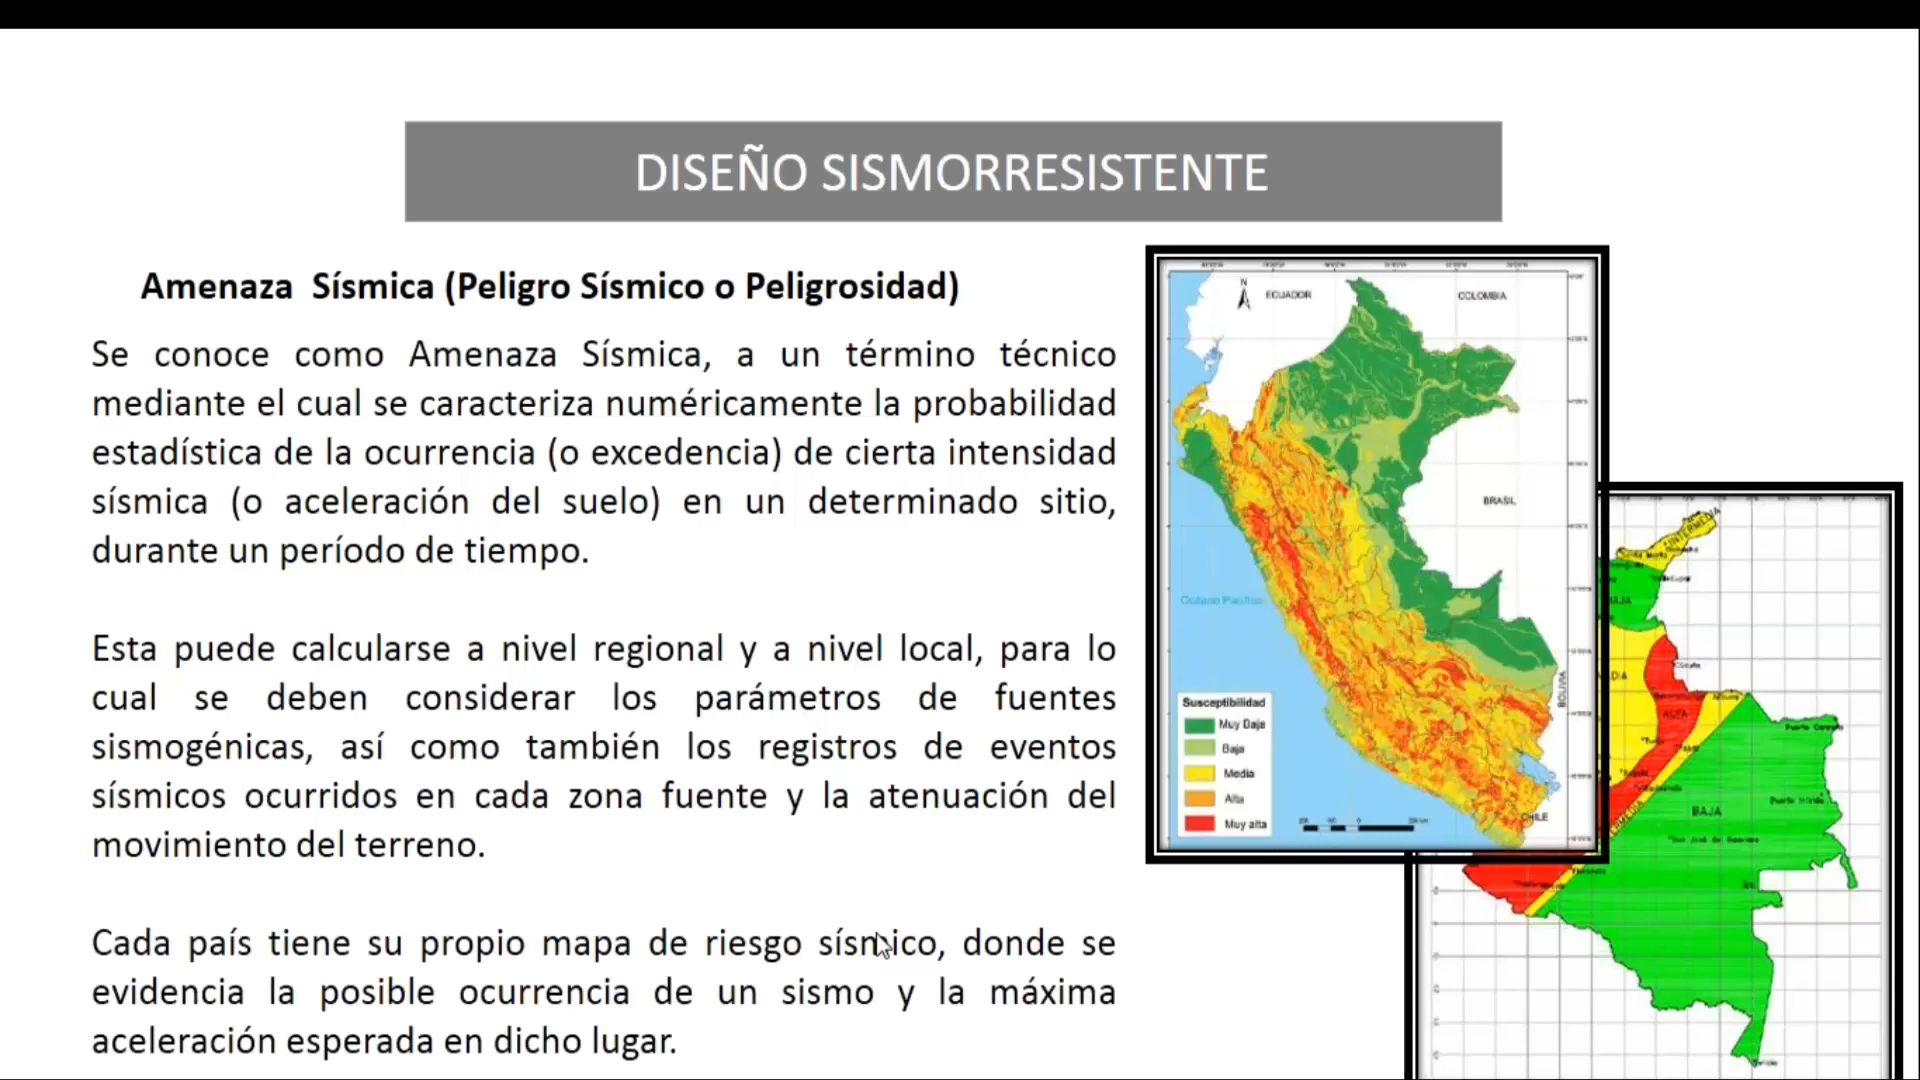 DISEÑO SISMORRESISTENTE
Amenaza Sísmica (Peligro Sísmico o Peligrosidad)
Se conoce como Amenaza Sísmica, a un término técnico
mediante el cual se caracteriza numéricamente la probabilidad
estadística de la ocurrencia (o excedencia) de cierta intensidad
sísmica (o aceleración del suelo) en un determinado sitio,
durante un período de tiempo.
Esta puede calcularse a nivel regional y a nivel local, para lo
cual se deben considerar los parámetros de fuentes
sismogénicas, así como también los registros de eventos
sísmicos ocurridos en cada zona fuente y la atenuación del
movimiento del terreno.
Cada país tiene su propio mapa de riesgo sísmico, donde se
evidencia la posible ocurrencia de un sismo y la máxima
aceleración esperada en dicho lugar.
N
ECUADOR
COLOMBIA
BRASIL
Océano Pacífico
BOLIVIA
CHILE
Susceptibilidad
Muy Baja
Baja
Media
Alta
Muy alta
INTERMEDIA
Cúcuta
ALTA
Puerto Carreño
BAJA